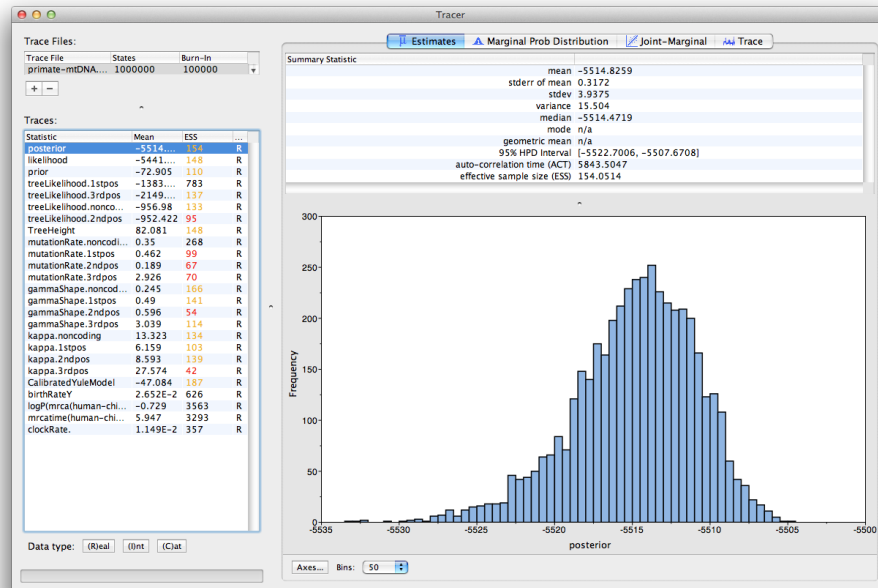 Tracer
Trace Files:
Trace File States Burn-In
primate-mtDNA.... 1000000 100000
+ −
Traces:
Statistic Mean ESS ...
posterior -5514.... 154 R
likelihood -5441.... 148 R
prior -72.905 110 R
treeLikelihood.1stpos -1383.... 783 R
treeLikelihood.3rdpos -2149.... 137 R
treeLikelihood.nonco... -956.98 133 R
treeLikelihood.2ndpos -952.422 95 R
TreeHeight 82.081 148 R
mutationRate.noncodi... 0.35 268 R
mutationRate.1stpos 0.462 99 R
mutationRate.2ndpos 0.189 67 R
mutationRate.3rdpos 2.926 70 R
gammaShape.noncod... 0.245 166 R
gammaShape.1stpos 0.49 141 R
gammaShape.2ndpos 0.596 54 R
gammaShape.3rdpos 3.039 114 R
kappa.noncoding 13.323 134 R
kappa.1stpos 6.159 103 R
kappa.2ndpos 8.593 139 R
kappa.3rdpos 27.574 42 R
CalibratedYuleModel -47.084 187 R
birthRateY 2.652E-2 626 R
logP(mrca(human-chi... -0.729 3563 R
mrcatime(human-chi... 5.947 3293 R
clockRate. 1.149E-2 357 R
Data type: (R)eal (I)nt (C)at
Estimates Marginal Prob Distribution Joint-Marginal Trace
Summary Statistic
mean -5514.8259
stderr of mean 0.3172
stdev 3.9375
variance 15.504
median -5514.4719
mode n/a
geometric mean n/a
95% HPD Interval [-5522.7006, -5507.6708]
auto-correlation time (ACT) 5843.5047
effective sample size (ESS) 154.0514
300
250
200
150
100
50
0
Frequency
-5535 -5530 -5525 -5520 -5515 -5510 -5505 -5500
posterior
Axes... Bins: 50